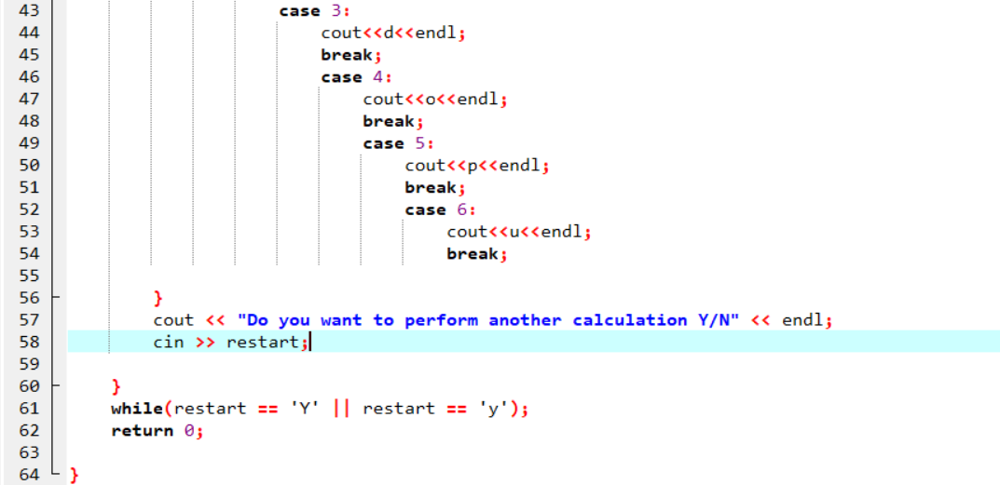 43 case 3:
44 cout<<d<<endl;
45 break;
46 case 4:
47 cout<<o<<endl;
48 break;
49 case 5:
50 cout<<p<<endl;
51 break;
52 case 6:
53 cout<<u<<endl;
54 break;
55
56 }
57 cout << "Do you want to perform another calculation Y/N" << endl;
58 cin >> restart;
59
60 }
61 while(restart == 'Y' || restart == 'y');
62 return 0;
63
64 }